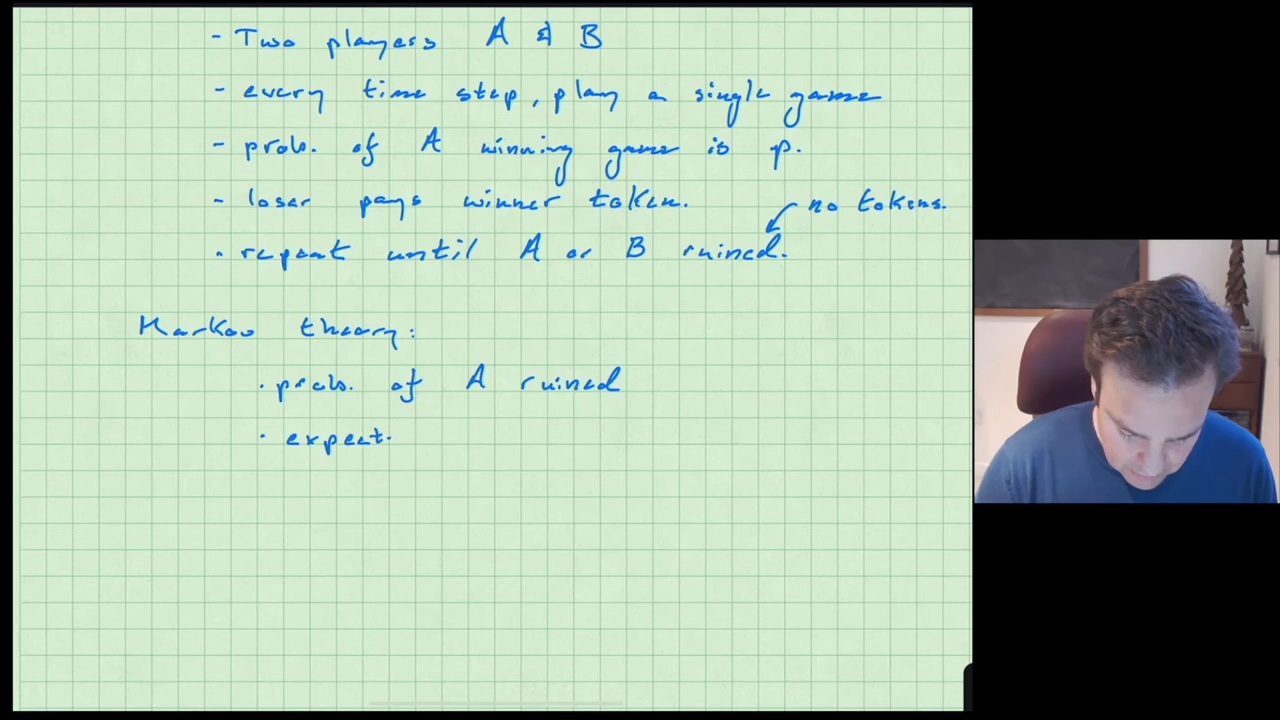 - Two players A & B
- every time step, play a single game
- prob. of A winning game is p.
- loser pays winner token.
no tokens.
- repeat until A or B ruined.
Markov theory:
· prob. of A ruined
· expect.